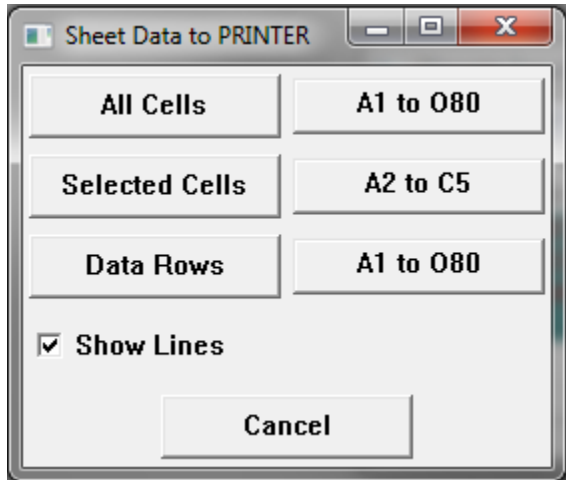 Sheet Data to PRINTER
All Cells
A1 to O80
Selected Cells
A2 to C5
Data Rows
A1 to O80
Show Lines
Cancel